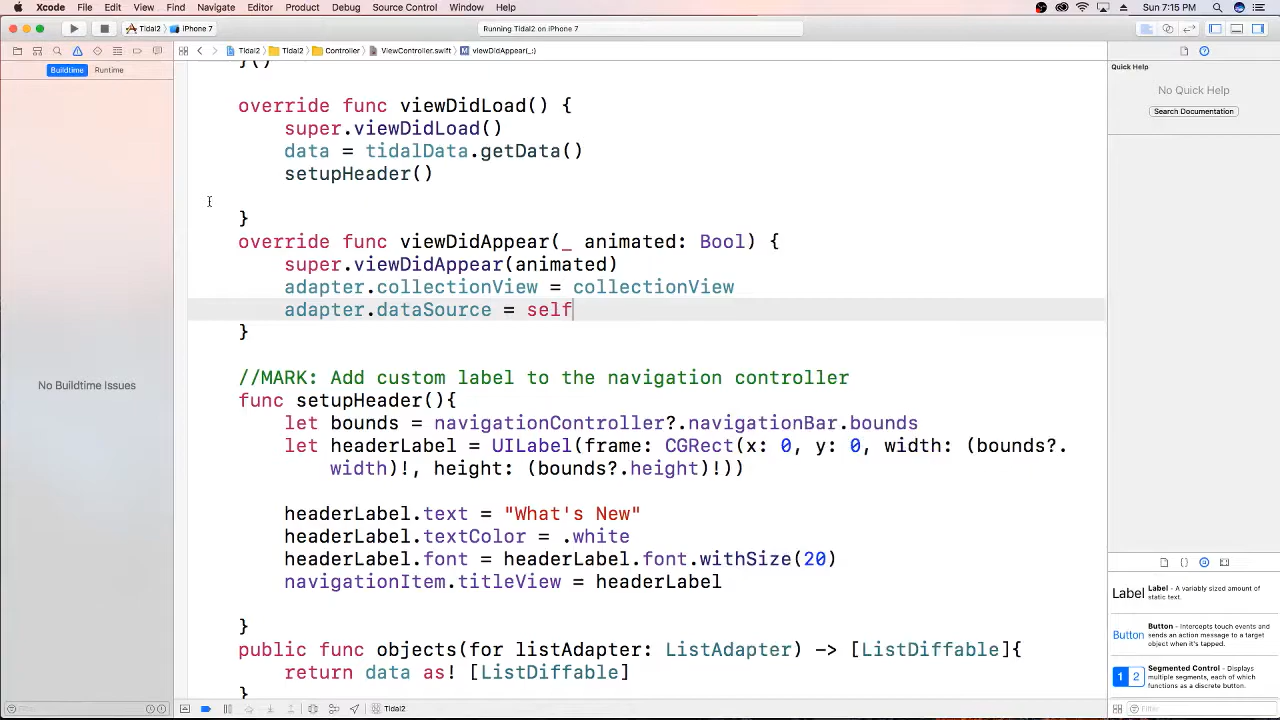 Xcode File Edit View Find Navigate Editor Product Debug Source Control Window Help Sun 7:15 PM
Tidal2 iPhone 7 Running Tidal2 on iPhone 7
Tidal2 Tidal2 Controller ViewController.swift M viewDidAppear(_:)
Buildtime Runtime
No Buildtime Issues
}()
override func viewDidLoad() {
super.viewDidLoad()
data = tidalData.getData()
setupHeader()
}
override func viewDidAppear(_ animated: Bool) {
super.viewDidAppear(animated)
adapter.collectionView = collectionView
adapter.dataSource = self
}
//MARK: Add custom label to the navigation controller
func setupHeader(){
let bounds = navigationController?.navigationBar.bounds
let headerLabel = UILabel(frame: CGRect(x: 0, y: 0, width: (bounds?.
width)!, height: (bounds?.height)!))
headerLabel.text = "What's New"
headerLabel.textColor = .white
headerLabel.font = headerLabel.font.withSize(20)
navigationItem.titleView = headerLabel
}
public func objects(for listAdapter: ListAdapter) -> [ListDiffable]{
return data as! [ListDiffable]
}
Quick Help
No Quick Help
Search Documentation
Label
Label - A variably sized amount of
static text.
Button
Button - Intercepts touch events and
sends an action message to a target
object when it's tapped.
1 2
Segmented Control - Displays
multiple segments, each of which
functions as a discrete button.
Tidal2
Filter